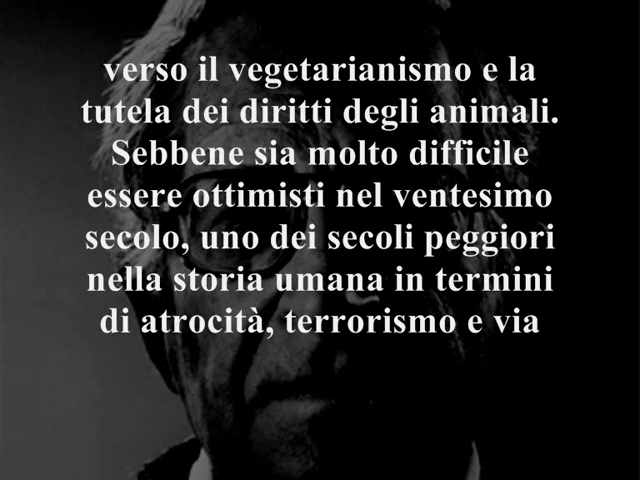 verso il vegetarianismo e la
tutela dei diritti degli animali.
Sebbene sia molto difficile
essere ottimisti nel ventesimo
secolo, uno dei secoli peggiori
nella storia umana in termini
di atrocità, terrorismo e via